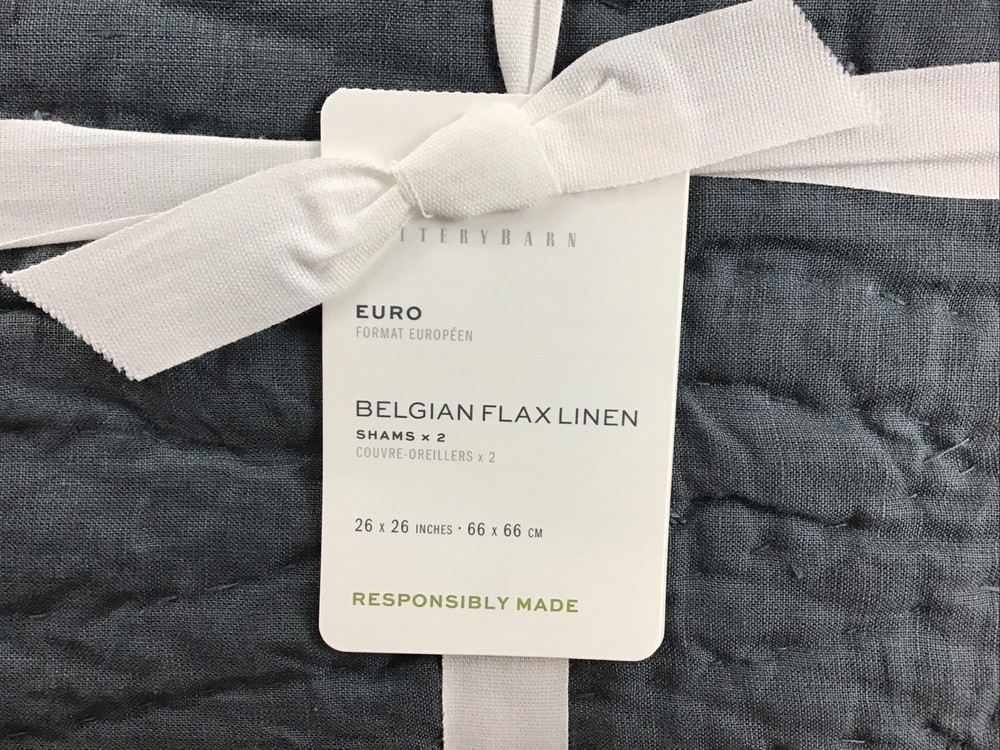 TTERYBARN
EURO
FORMAT EUROPÉEN
BELGIAN FLAX LINEN
SHAMS x 2
COUVRE-OREILLERS x 2
26 X 26 INCHES · 66 X 66 CM
RESPONSIBLY MADE